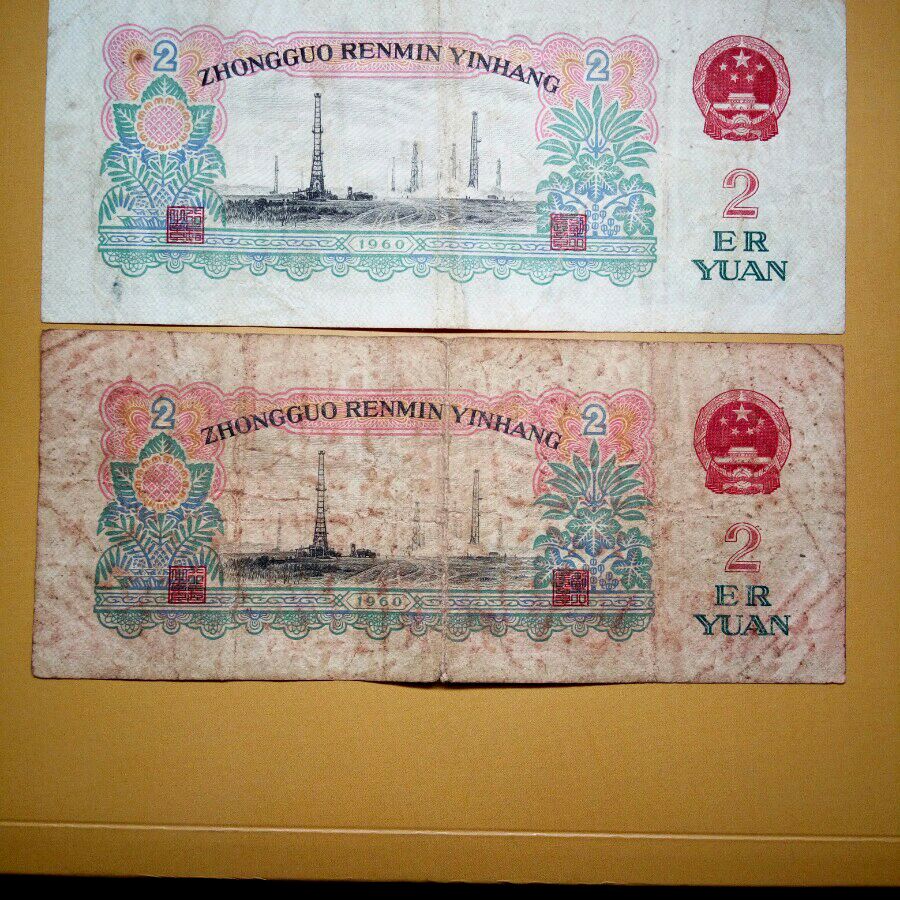 2 ZHONGGUO RENMIN YINHANG 2
1960
2
ER
YUAN
2 ZHONGGUO RENMIN YINHANG 2
1960
2
ER
YUAN